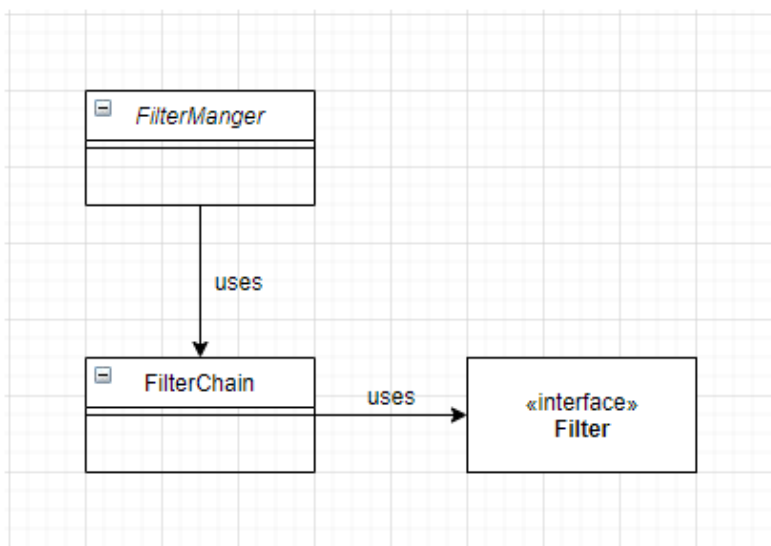 FilterManger
uses
FilterChain
uses
«interface»
Filter